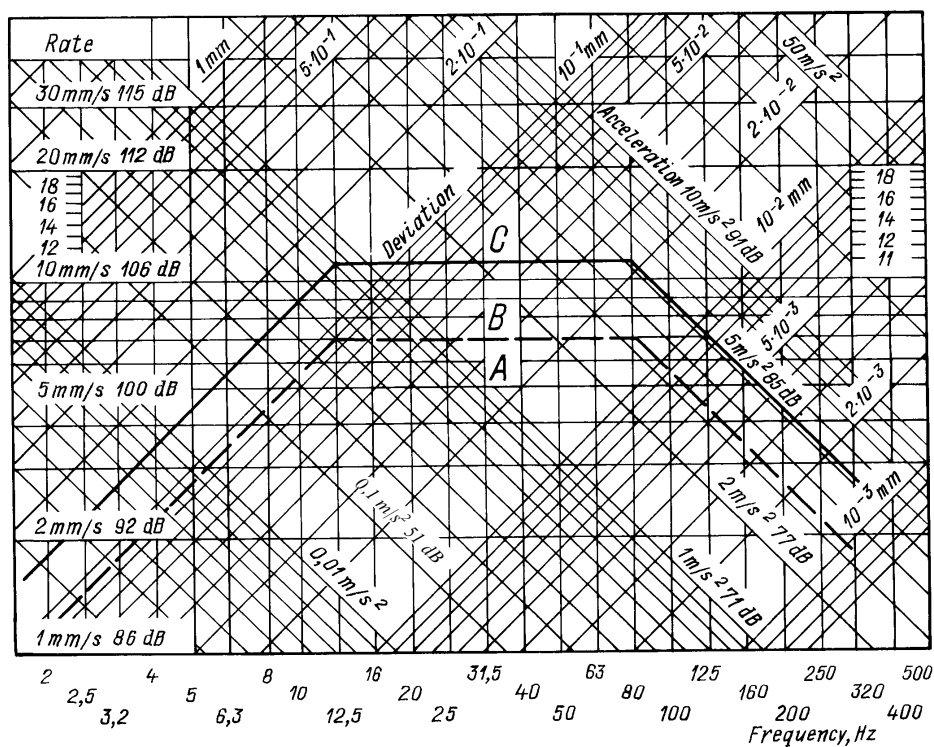 Rate
1 mm
5·10⁻¹
2·10⁻¹
10⁻¹ mm
5·10⁻²
50 m/s²
2·10⁻²
30 mm/s 115 dB
20 mm/s 112 dB
18
16
14
12
10 mm/s 106 dB
5 mm/s 100 dB
2 mm/s 92 dB
1 mm/s 86 dB
Deviation
Acceleration 10 m/s² 91 dB
10⁻² mm
18
16
14
12
11
C
B
A
5·10⁻³
5 m/s² 85 dB
2·10⁻³
10⁻³ mm
2 m/s² 77 dB
1 m/s² 71 dB
0,1 m/s² 51 dB
0,01 m/s²
2 4 8 16 31,5 63 125 250 500
2,5 5 10 20 40 80 160 320
3,2 6,3 12,5 25 50 100 200 400
Frequency, Hz